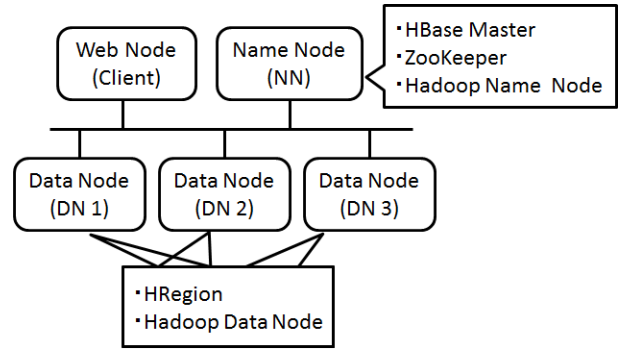 Web Node
(Client)
Name Node
(NN)
・HBase Master
・ZooKeeper
・Hadoop Name Node
Data Node
(DN 1)
Data Node
(DN 2)
Data Node
(DN 3)
・HRegion
・Hadoop Data Node